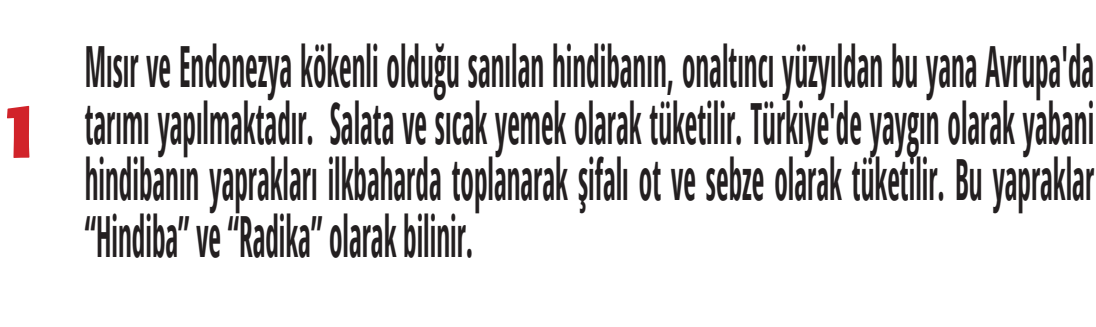 1
Mısır ve Endonezya kökenli olduğu sanılan hindibanın, onaltıncı yüzyıldan bu yana Avrupa'da
tarımı yapılmaktadır. Salata ve sıcak yemek olarak tüketilir. Türkiye'de yaygın olarak yabani
hindibanın yaprakları ilkbaharda toplanarak şifalı ot ve sebze olarak tüketilir. Bu yapraklar
“Hindiba” ve “Radika” olarak bilinir.